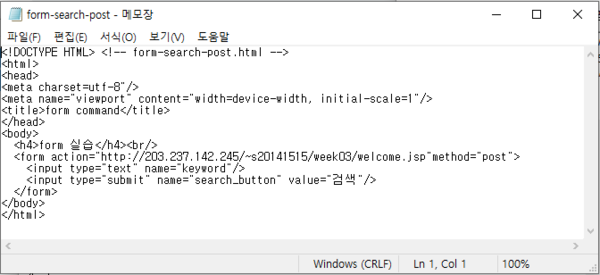 form-search-post - 메모장
파일(F) 편집(E) 서식(O) 보기(V) 도움말
<!DOCTYPE HTML> <!-- form-search-post.html -->
<html>
<head>
<meta charset=utf-8"/>
<meta name="viewport" content="width=device-width, initial-scale=1"/>
<title>form command</title>
</head>
<body>
<h4>form 실습</h4><br/>
<form action="http://203.237.142.245/~s20141515/week03/welcome.jsp"method="post">
<input type="text" name="keyword"/>
<input type="submit" name="search_button" value="검색"/>
</form>
</body>
</html>
Windows (CRLF) Ln 1, Col 1 100%